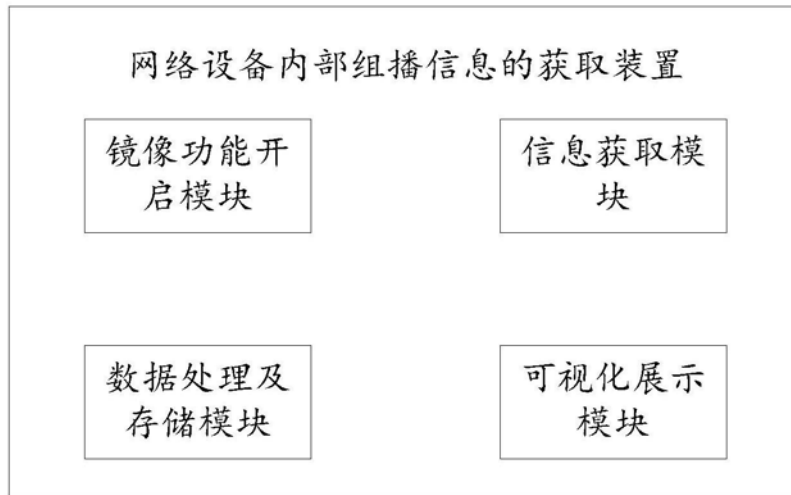 网络设备内部组播信息的获取装置
镜像功能开
启模块
信息获取模
块
数据处理及
存储模块
可视化展示
模块